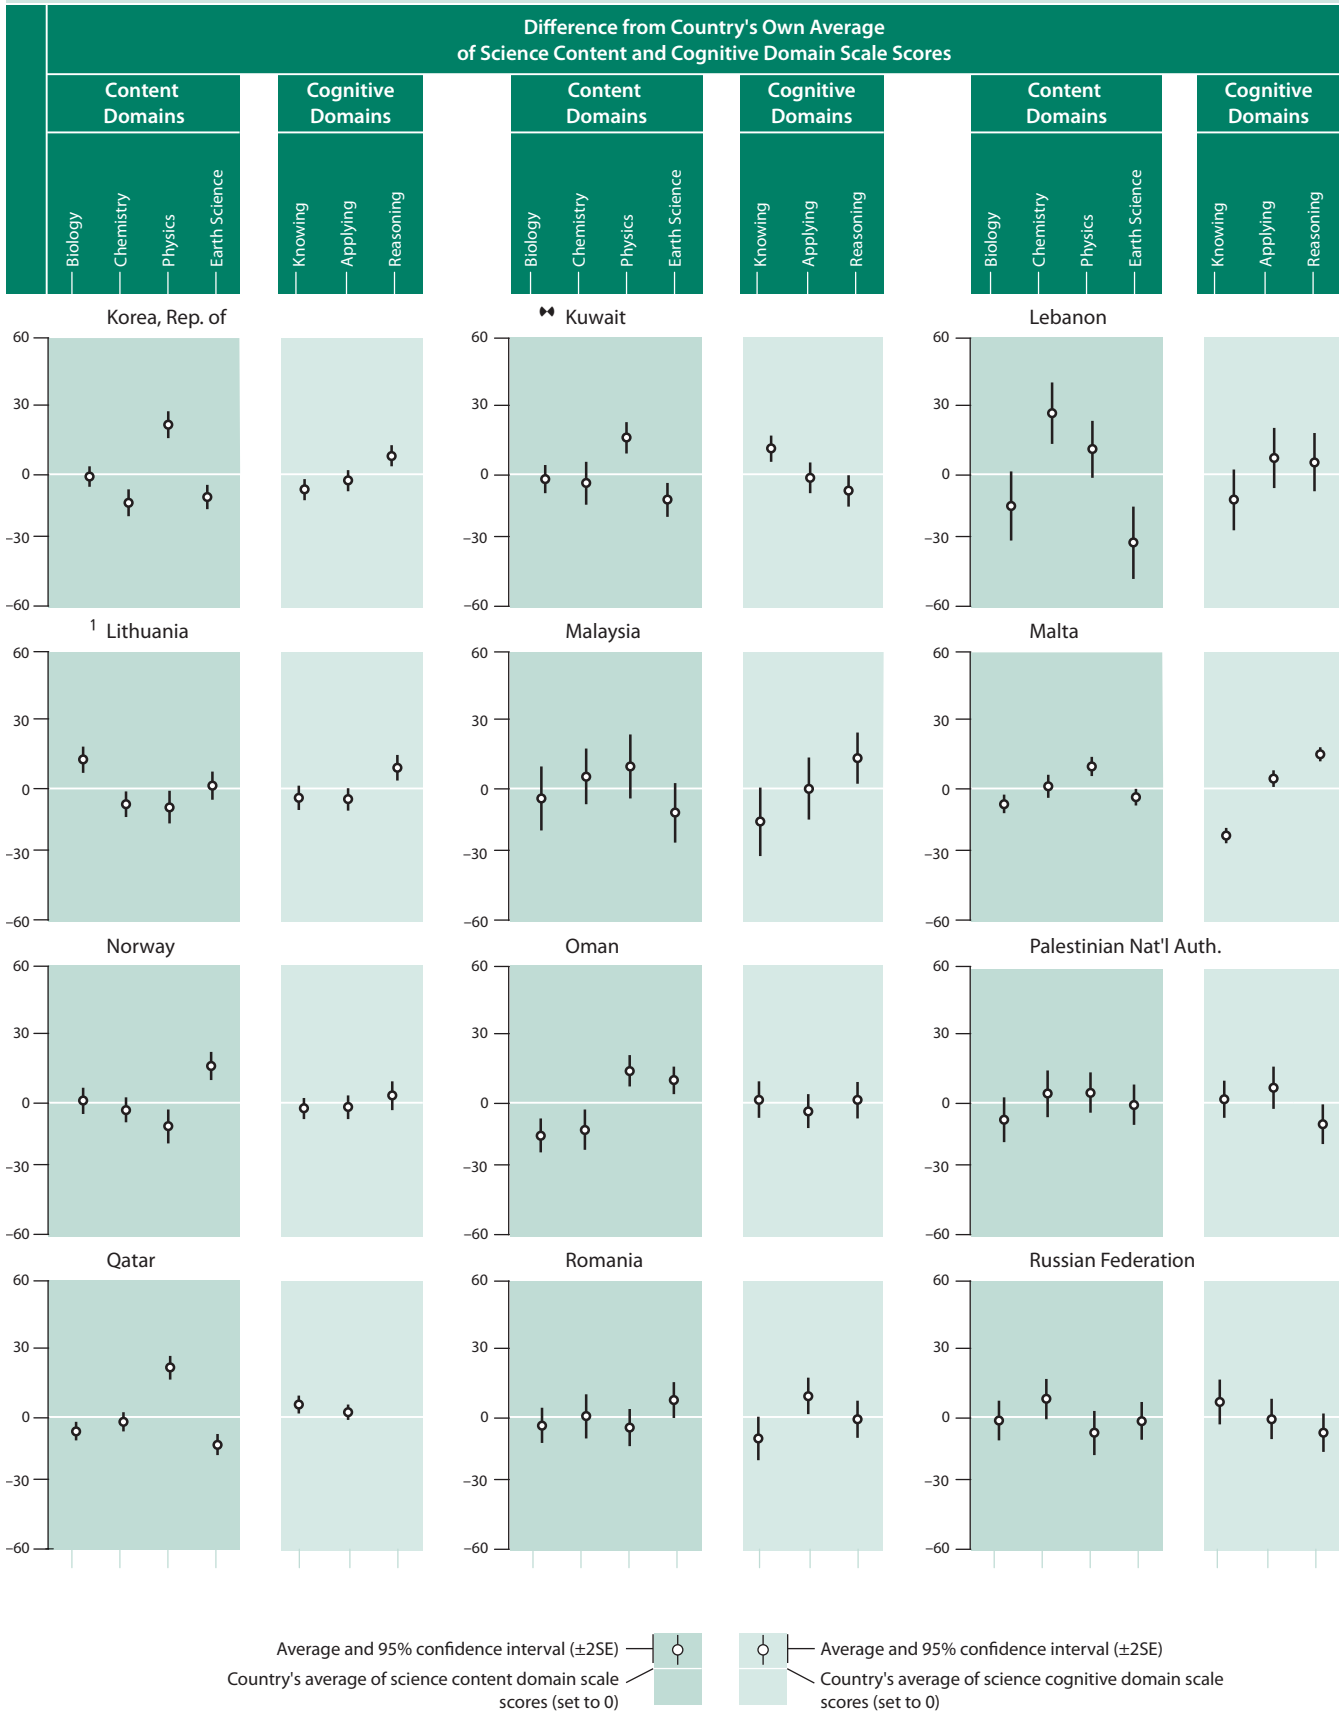 Difference from Country's Own Average
of Science Content and Cognitive Domain Scale Scores
Content
Domains
Cognitive
Domains
Content
Domains
Cognitive
Domains
Content
Domains
Cognitive
Domains
Biology
Chemistry
Physics
Earth Science
Knowing
Applying
Reasoning
Biology
Chemistry
Physics
Earth Science
Knowing
Applying
Reasoning
Biology
Chemistry
Physics
Earth Science
Knowing
Applying
Reasoning
Korea, Rep. of
60
30
0
–30
–60
Kuwait
60
30
0
–30
–60
Lebanon
60
30
0
–30
–60
1 Lithuania
60
30
0
–30
–60
Malaysia
60
30
0
–30
–60
Malta
60
30
0
–30
–60
Norway
60
30
0
–30
–60
Oman
60
30
0
–30
–60
Palestinian Nat'l Auth.
60
30
0
–30
–60
Qatar
60
30
0
–30
–60
Romania
60
30
0
–30
–60
Russian Federation
60
30
0
–30
–60
Average and 95% confidence interval (±2SE)
Country's average of science content domain scale
scores (set to 0)
Average and 95% confidence interval (±2SE)
Country's average of science cognitive domain scale
scores (set to 0)